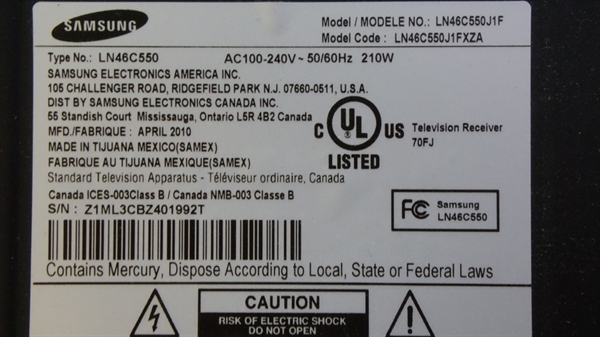 SAMSUNG
Model / MODELE NO.: LN46C550J1F
Model Code : LN46C550J1FXZA
Type No.: LN46C550 AC100-240V~ 50/60Hz 210W
SAMSUNG ELECTRONICS AMERICA INC.
105 CHALLENGER ROAD, RIDGEFIELD PARK N.J. 07660-0511, U.S.A.
DIST BY SAMSUNG ELECTRONICS CANADA INC.
55 Standish Court Mississauga, Ontario L5R 4B2 Canada
MFD./FABRIQUE : APRIL 2010
MADE IN TIJUANA MEXICO(SAMEX)
FABRIQUE AU TIJUANA MEXIQUE(SAMEX)
Standard Television Apparatus - Téléviseur ordinaire, Canada
C UL US
LISTED
Television Receiver
70FJ
Canada ICES-003Class B / Canada NMB-003 Classe B
S/N : Z1ML3CBZ401992T
FC Samsung
LN46C550
Contains Mercury, Dispose According to Local, State or Federal Laws
CAUTION
RISK OF ELECTRIC SHOCK
DO NOT OPEN